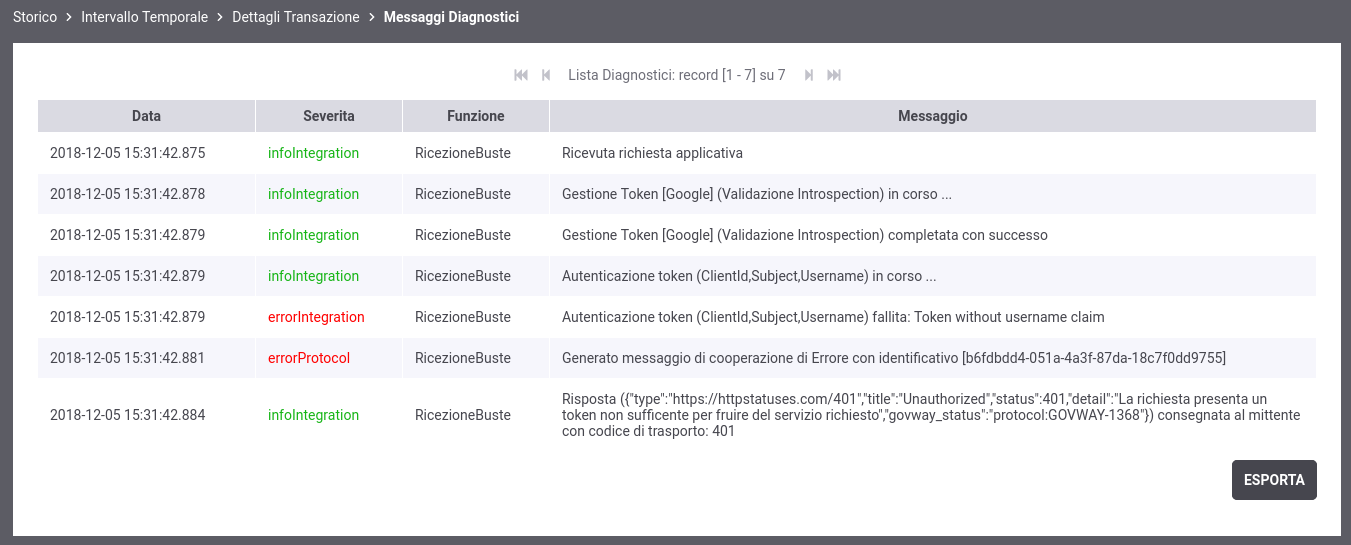 Storico > Intervallo Temporale > Dettagli Transazione > Messaggi Diagnostici
Lista Diagnostici: record [1 - 7] su 7
Data Severita Funzione Messaggio
2018-12-05 15:31:42.875 infoIntegration RicezioneBuste Ricevuta richiesta applicativa
2018-12-05 15:31:42.878 infoIntegration RicezioneBuste Gestione Token [Google] (Validazione Introspection) in corso ...
2018-12-05 15:31:42.879 infoIntegration RicezioneBuste Gestione Token [Google] (Validazione Introspection) completata con successo
2018-12-05 15:31:42.879 infoIntegration RicezioneBuste Autenticazione token (ClientId,Subject,Username) in corso ...
2018-12-05 15:31:42.879 errorIntegration RicezioneBuste Autenticazione token (ClientId,Subject,Username) fallita: Token without username claim
2018-12-05 15:31:42.881 errorProtocol RicezioneBuste Generato messaggio di cooperazione di Errore con identificativo [b6fdbdd4-051a-4a3f-87da-18c7f0dd9755]
2018-12-05 15:31:42.884 infoIntegration RicezioneBuste Risposta ({"type":"https://httpstatuses.com/401","title":"Unauthorized","status":401,"detail":"La richiesta presenta un
token non sufficente per fruire del servizio richiesto","govway_status":"protocol:GOVWAY-1368"}) consegnata al mittente
con codice di trasporto: 401
ESPORTA